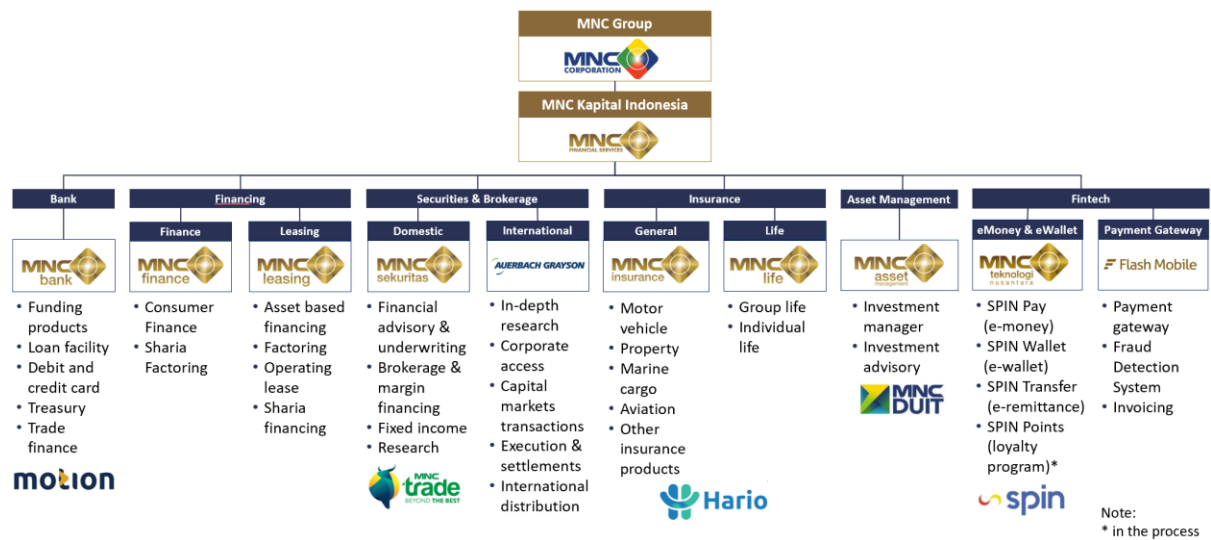 MNC Group
MNC
CORPORATION
MNC Kapital Indonesia
MNC
FINANCIAL SERVICES
Bank
MNC
bank
• Funding
products
• Loan facility
• Debit and
credit card
• Treasury
• Trade
finance
motion
Financing
Finance
MNC
finance
• Consumer
Finance
• Sharia
Factoring
Leasing
MNC
leasing
• Asset based
financing
• Factoring
• Operating
lease
• Sharia
financing
Securities & Brokerage
Domestic
MNC
sekuritas
• Financial
advisory &
underwriting
• Brokerage &
margin
financing
• Fixed income
• Research
MNC
trade
BEYOND THE BEST
International
AUERBACH GRAYSON
• In-depth
research
• Corporate
access
• Capital
markets
transactions
• Execution &
settlements
• International
distribution
Insurance
General
MNC
insurance
• Motor
vehicle
• Property
• Marine
cargo
• Aviation
• Other
insurance
products
Life
MNC
life
• Group life
• Individual
life
Hario
Asset Management
MNC
asset
management
• Investment
manager
• Investment
advisory
MNC
DUIT
Fintech
eMoney & eWallet
MNC
teknologi
nusantara
• SPIN Pay
(e-money)
• SPIN Wallet
(e-wallet)
• SPIN Transfer
(e-remittance)
• SPIN Points
(loyalty
program)*
spin
Payment Gateway
Flash Mobile
• Payment
gateway
• Fraud
Detection
System
• Invoicing
Note:
* in the process